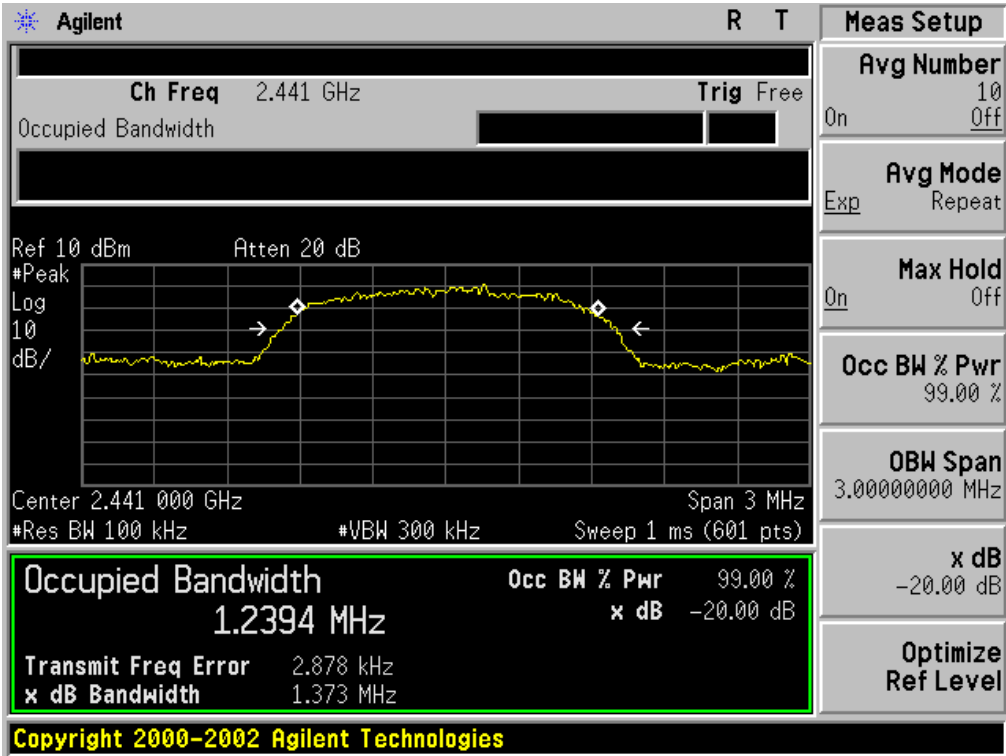 Agilent R T
Ch Freq 2.441 GHz Trig Free
Occupied Bandwidth
Ref 10 dBm Atten 20 dB
#Peak
Log
10
dB/
Center 2.441 000 GHz Span 3 MHz
#Res BW 100 kHz #VBW 300 kHz Sweep 1 ms (601 pts)
Occupied Bandwidth Occ BW % Pwr 99.00 %
1.2394 MHz x dB -20.00 dB
Transmit Freq Error 2.878 kHz
x dB Bandwidth 1.373 MHz
Copyright 2000-2002 Agilent Technologies
Meas Setup
Avg Number
10
On Off
Avg Mode
Exp Repeat
Max Hold
On Off
Occ BW % Pwr
99.00 %
OBW Span
3.00000000 MHz
x dB
-20.00 dB
Optimize
Ref Level